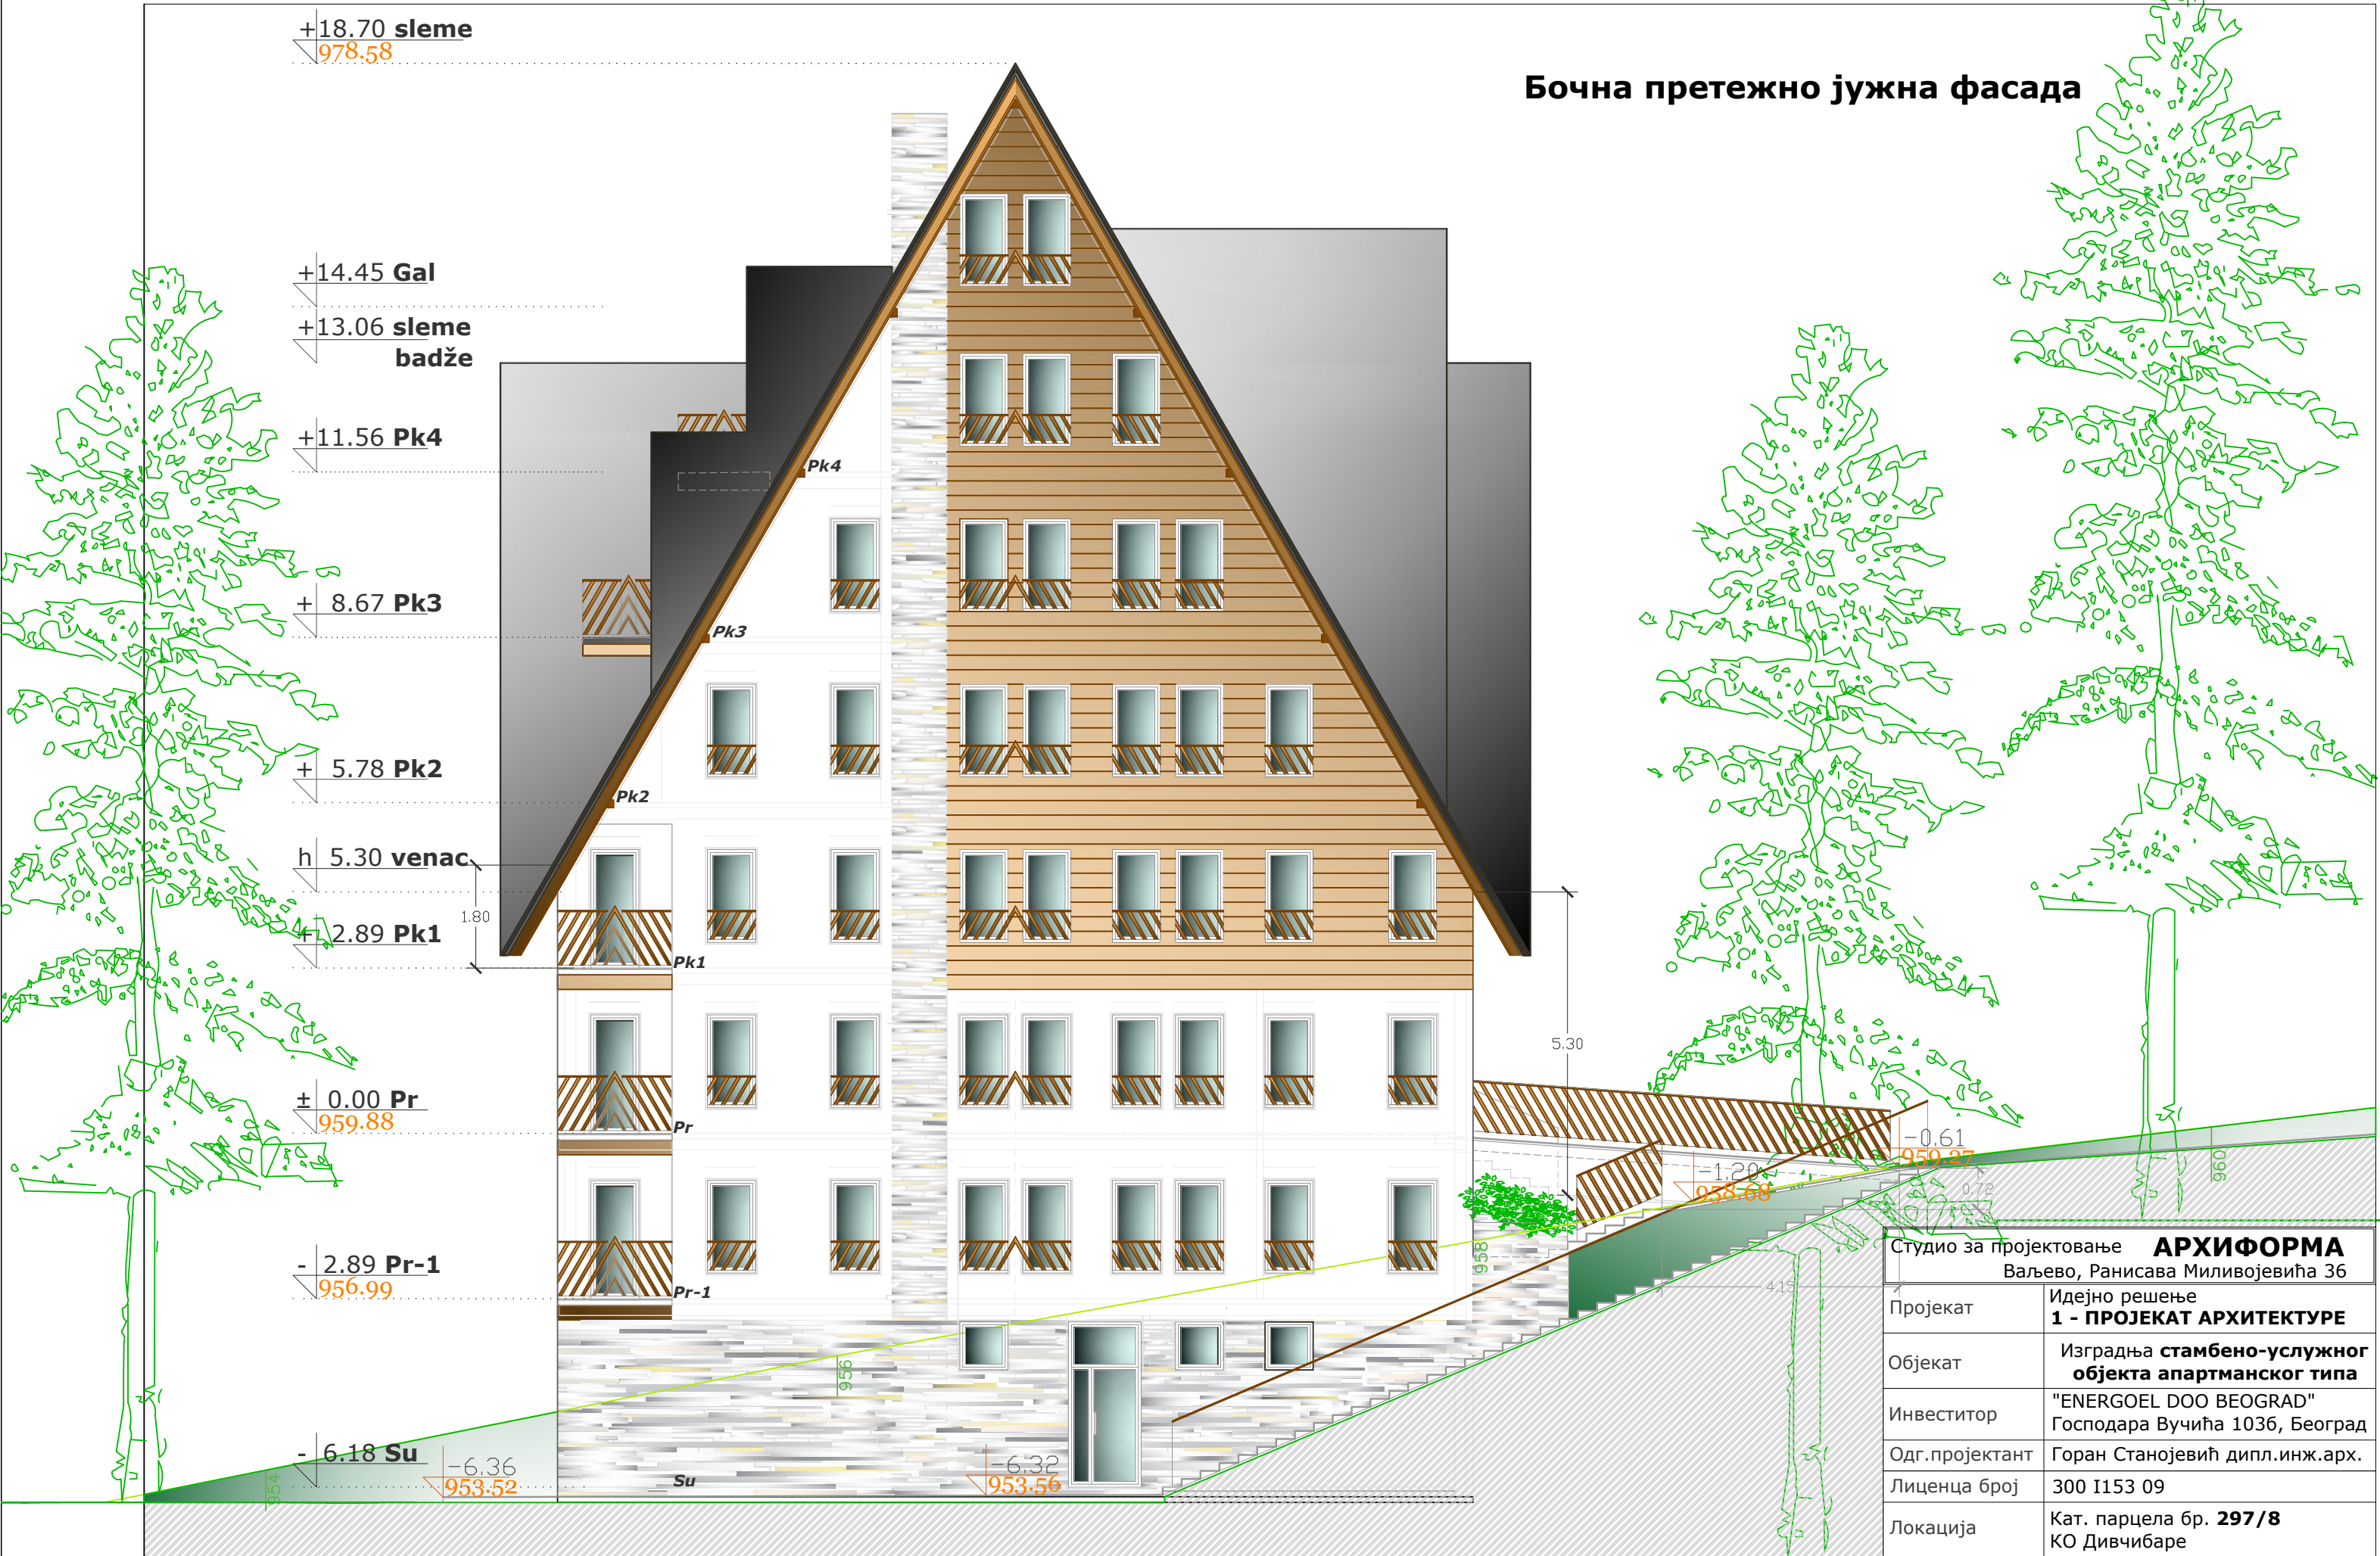 Бочна претежно јужна фасада
+18.70 sleme
978.58
+14.45 Gal
+13.06 sleme
badže
+11.56 Pk4
+ 8.67 Pk3
+ 5.78 Pk2
h 5.30 venac
1.80
+ 2.89 Pk1
± 0.00 Pr
959.88
- 2.89 Pr-1
956.99
- 6.18 Su
954
-6.36
953.52
Pk4
Pk3
Pk2
Pk1
Pr
Pr-1
Su
956
-6.32
953.56
5.30
958
-1.20
958.68
-0.61
959.27
0.72
4.15
960
Студио за пројектовање АРХИФОРМА
Ваљево, Ранисава Миливојевића 36
Пројекат
Идејно решење
1 - ПРОЈЕКАТ АРХИТЕКТУРЕ
Објекат
Изградња стамбено-услужног
објекта апартманског типа
Инвеститор
"ENERGOEL DOO BEOGRAD"
Господара Вучића 103б, Београд
Одг.пројектант Горан Станојевић дипл.инж.арх.
Лиценца број 300 I153 09
Локација
Кат. парцела бр. 297/8
КО Дивчибаре